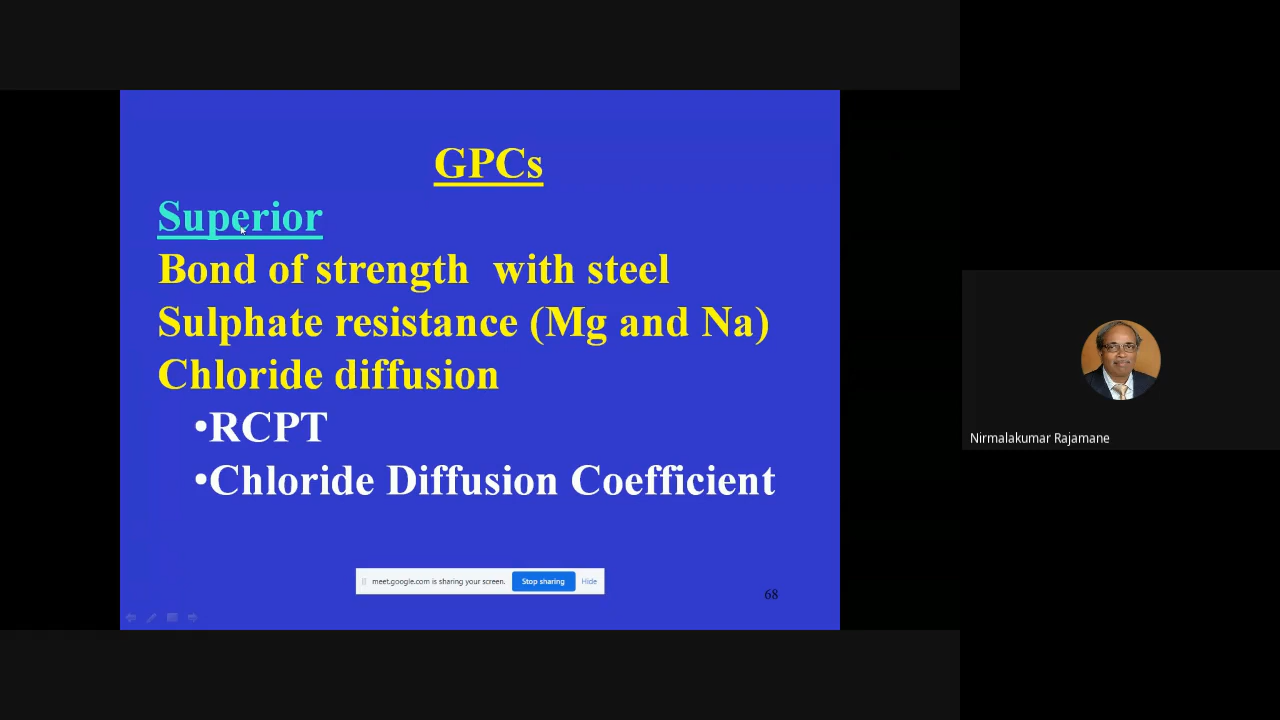 GPCs
Superior
Bond of strength with steel
Sulphate resistance (Mg and Na)
Chloride diffusion
•RCPT
•Chloride Diffusion Coefficient
meet.google.com is sharing your screen. Stop sharing Hide
68
Nirmalakumar Rajamane